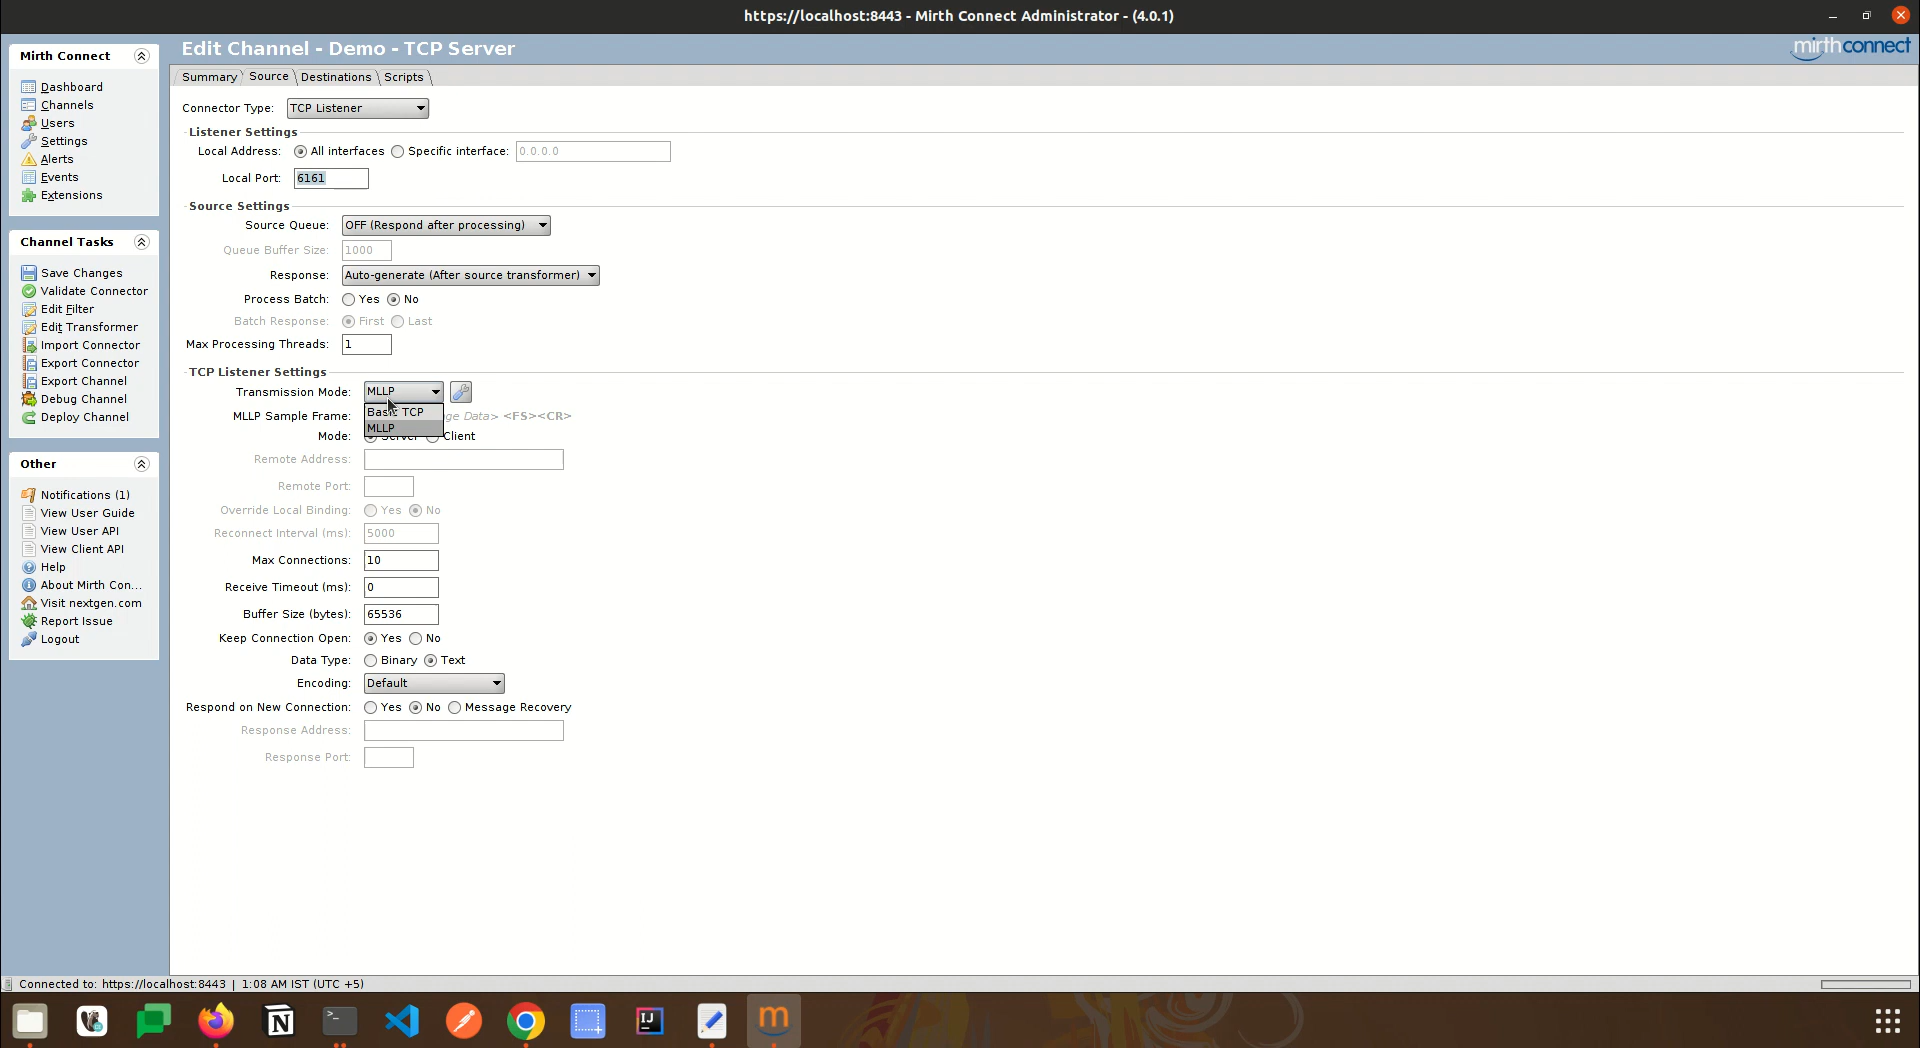 https://localhost:8443 - Mirth Connect Administrator - (4.0.1)
Mirth Connect
Dashboard
Channels
Users
Settings
Alerts
Events
Extensions
Channel Tasks
Save Changes
Validate Connector
Edit Filter
Edit Transformer
Import Connector
Export Connector
Export Channel
Debug Channel
Deploy Channel
Other
Notifications (1)
View User Guide
View User API
View Client API
Help
About Mirth Con...
Visit nextgen.com
Report Issue
Logout
Edit Channel - Demo - TCP Server
mirthconnect
Summary Source Destinations Scripts
Connector Type: TCP Listener
Listener Settings
Local Address: All interfaces Specific interface: 0.0.0.0
Local Port: 6161
Source Settings
Source Queue: OFF (Respond after processing)
Queue Buffer Size: 1000
Response: Auto-generate (After source transformer)
Process Batch: Yes No
Batch Response: First Last
Max Processing Threads: 1
TCP Listener Settings
Transmission Mode: MLLP
Basic TCP
MLLP
MLLP Sample Frame: ge Data> <FS><CR>
Mode: Server Client
Remote Address:
Remote Port:
Override Local Binding: Yes No
Reconnect Interval (ms): 5000
Max Connections: 10
Receive Timeout (ms): 0
Buffer Size (bytes): 65536
Keep Connection Open: Yes No
Data Type: Binary Text
Encoding: Default
Respond on New Connection: Yes No Message Recovery
Response Address:
Response Port:
Connected to: https://localhost:8443 | 1:08 AM IST (UTC +5)